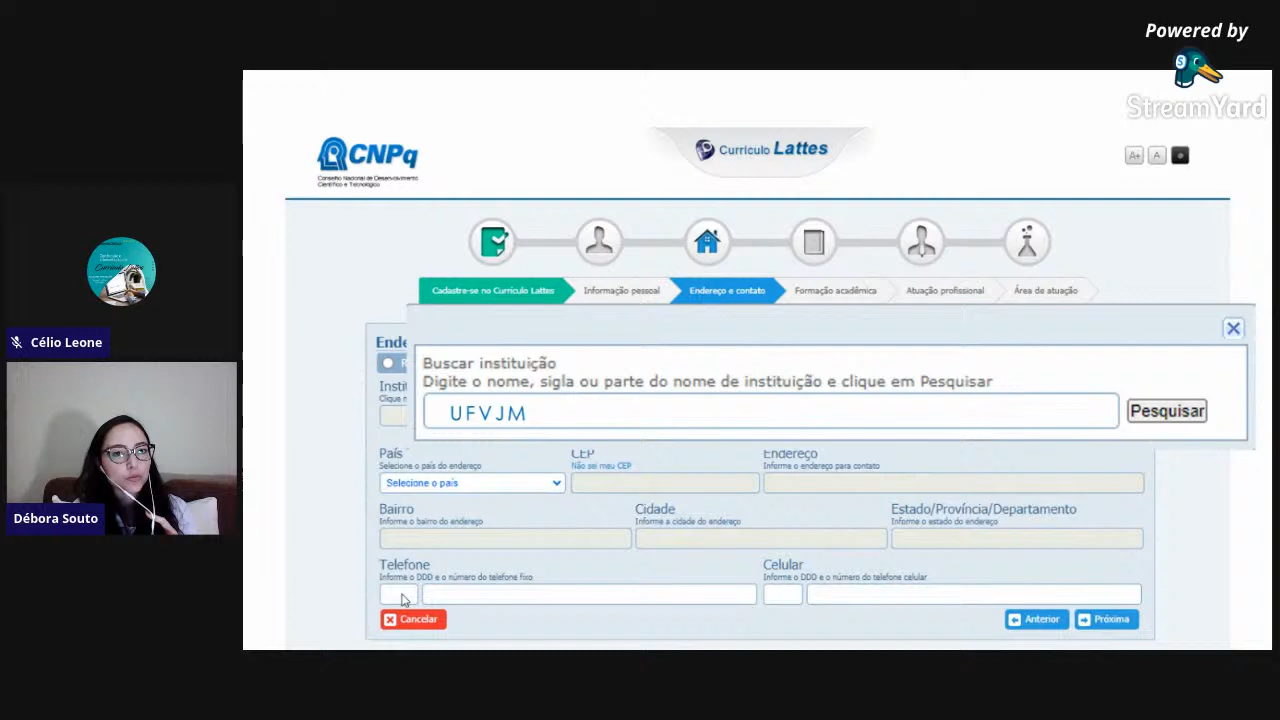 Powered by
StreamYard
CNPq
Conselho Nacional de Desenvolvimento
Científico e Tecnológico
Currículo Lattes
A+
A
Cadastre-se no Currículo Lattes
Informação pessoal
Endereço e contato
Formação acadêmica
Atuação profissional
Área de atuação
Ende
Buscar instituição
Digite o nome, sigla ou parte do nome de instituição e clique em Pesquisar
Insti
UFVJM
Pesquisar
País
Selecione o país do endereço
Selecione o país
CEP
Não sei meu CEP
Endereço
Informe o endereço para contato
Bairro
Informe o bairro do endereço
Cidade
Informe a cidade do endereço
Estado/Província/Departamento
Informe o estado do endereço
Telefone
Informe o DDD e o número do telefone fixo
Celular
Informe o DDD e o número do telefone celular
Cancelar
Anterior
Próxima
Célio Leone
Débora Souto